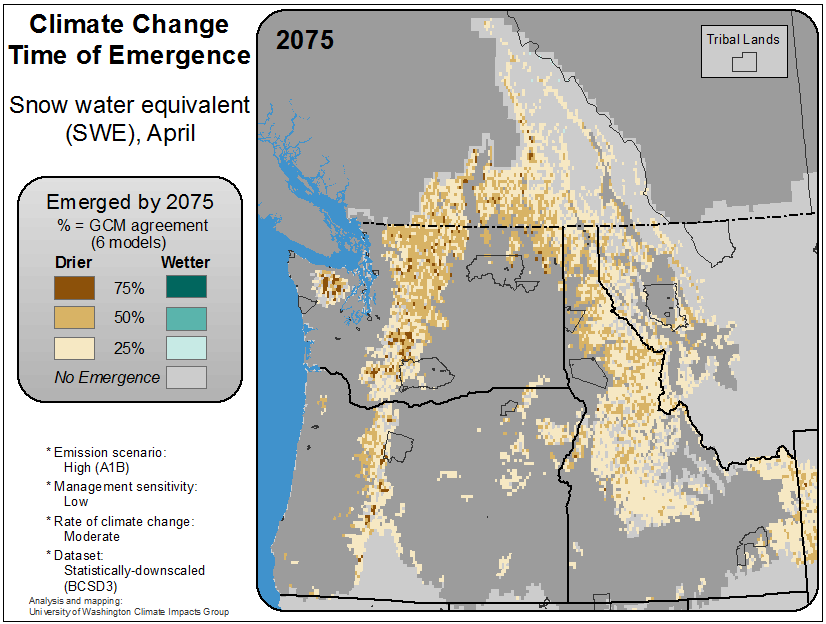 Climate Change
Time of Emergence
Snow water equivalent
(SWE), April
Emerged by 2075
% = GCM agreement
(6 models)
Drier Wetter
75%
50%
25%
No Emergence
* Emission scenario:
High (A1B)
* Management sensitivity:
Low
* Rate of climate change:
Moderate
* Dataset:
Statistically-downscaled
(BCSD3)
Analysis and mapping:
University of Washington Climate Impacts Group
2075
Tribal Lands